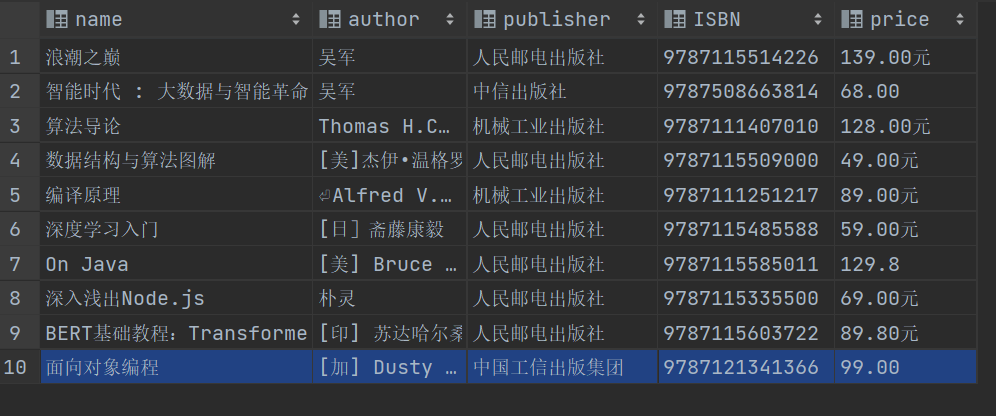 name author publisher ISBN price
1 浪潮之巅 吴军 人民邮电出版社 9787115514226 139.00元
2 智能时代 : 大数据与智能革命 吴军 中信出版社 9787508663814 68.00
3 算法导论 Thomas H.C… 机械工业出版社 9787111407010 128.00元
4 数据结构与算法图解 [美]杰伊•温格罗 人民邮电出版社 9787115509000 49.00元
5 编译原理 ⏎Alfred V.… 机械工业出版社 9787111251217 89.00元
6 深度学习入门 [日] 斋藤康毅 人民邮电出版社 9787115485588 59.00元
7 On Java [美] Bruce … 人民邮电出版社 9787115585011 129.8
8 深入浅出Node.js 朴灵 人民邮电出版社 9787115335500 69.00元
9 BERT基础教程：Transforme [印] 苏达哈尔 人民邮电出版社 9787115603722 89.80元
10 面向对象编程 [加] Dusty … 中国工信出版集团 9787121341366 99.00